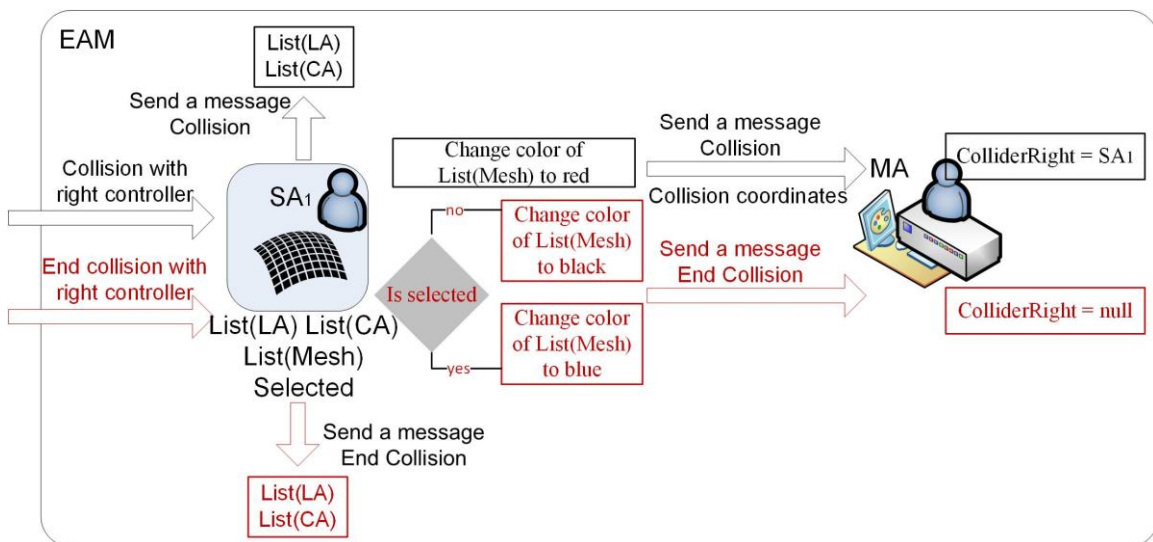 EAM
List(LA)
List(CA)
Send a message
Collision
Collision with
right controller
End collision with
right controller
SA1
List(LA) List(CA)
List(Mesh)
Selected
Send a message
End Collision
List(LA)
List(CA)
Change color of
List(Mesh) to red
no
Change color
of List(Mesh)
to black
Is selected
yes
Change color
of List(Mesh)
to blue
Send a message
Collision
Collision coordinates
Send a message
End Collision
MA
ColliderRight = SA1
ColliderRight = null